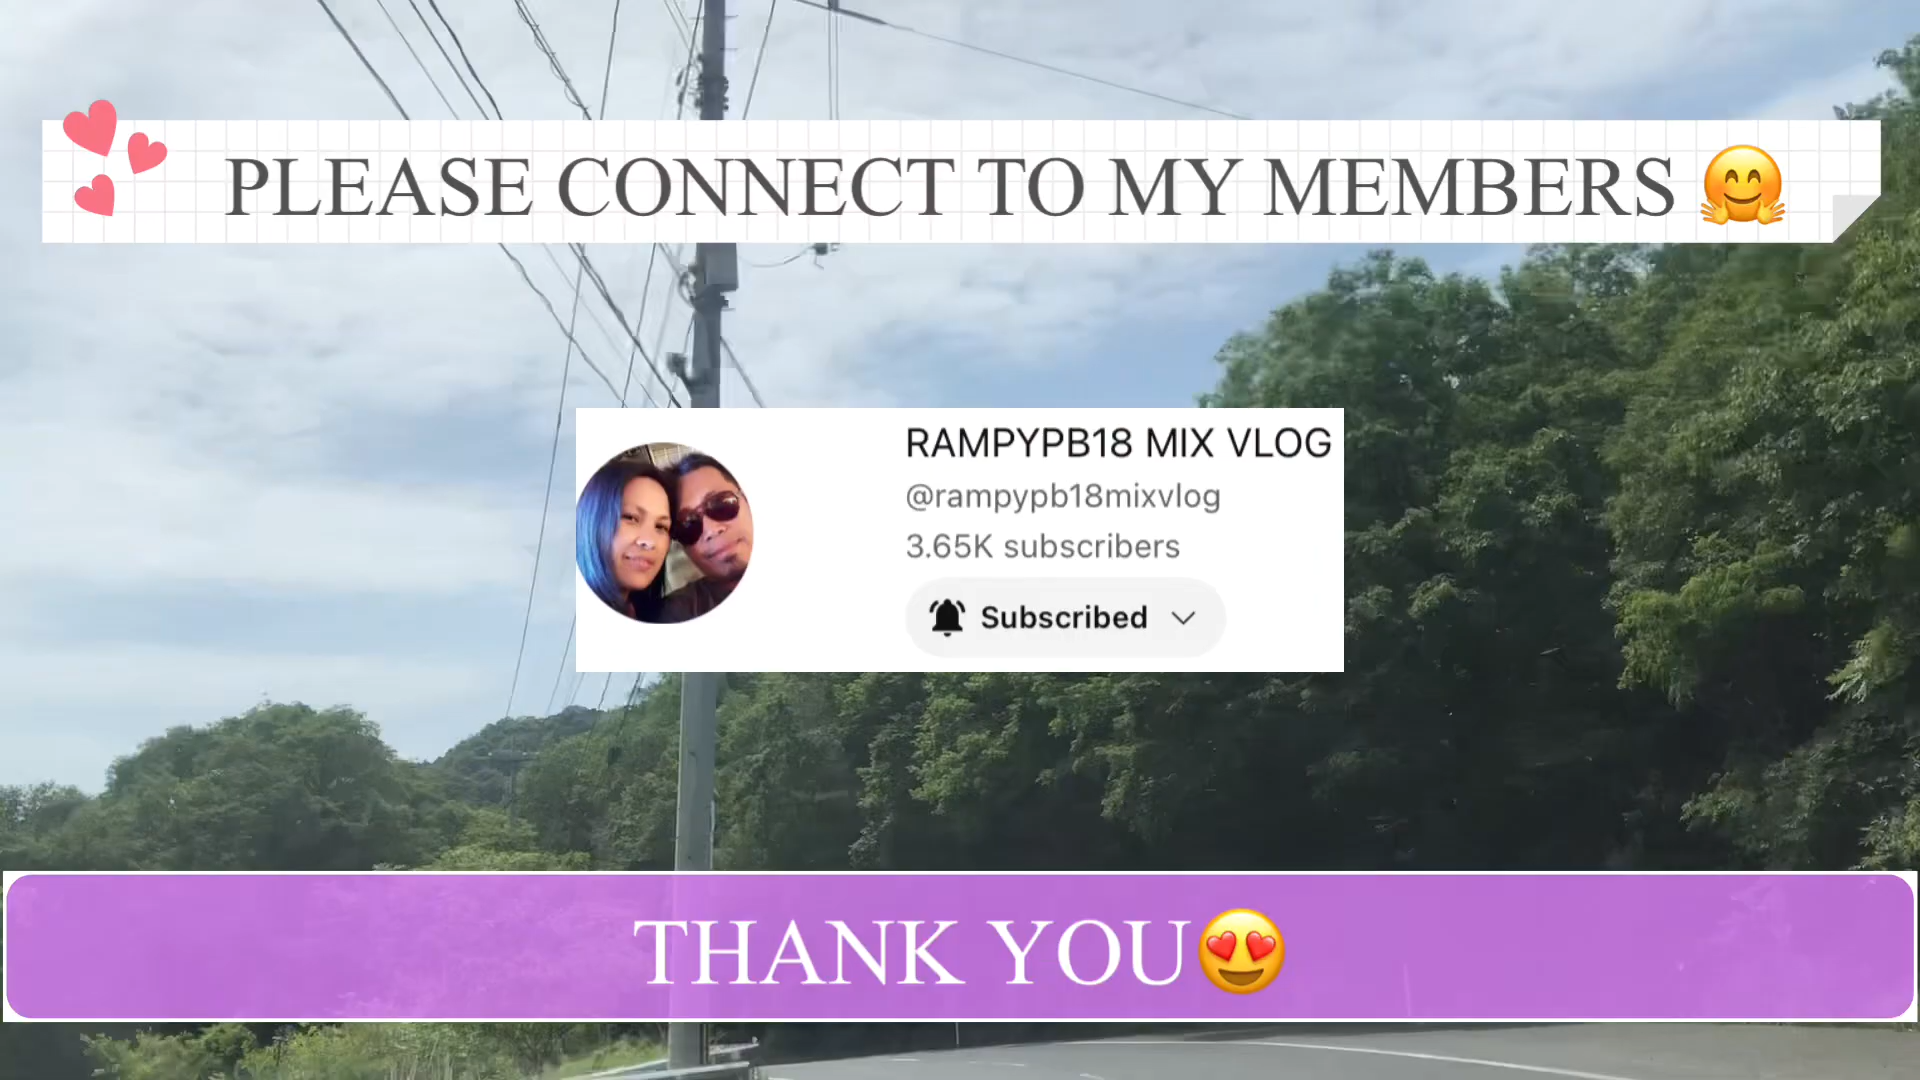 PLEASE CONNECT TO MY MEMBERS 🤗
RAMPYPB18 MIX VLOG
@rampypb18mixvlog
3.65K subscribers
Subscribed
THANK YOU😍